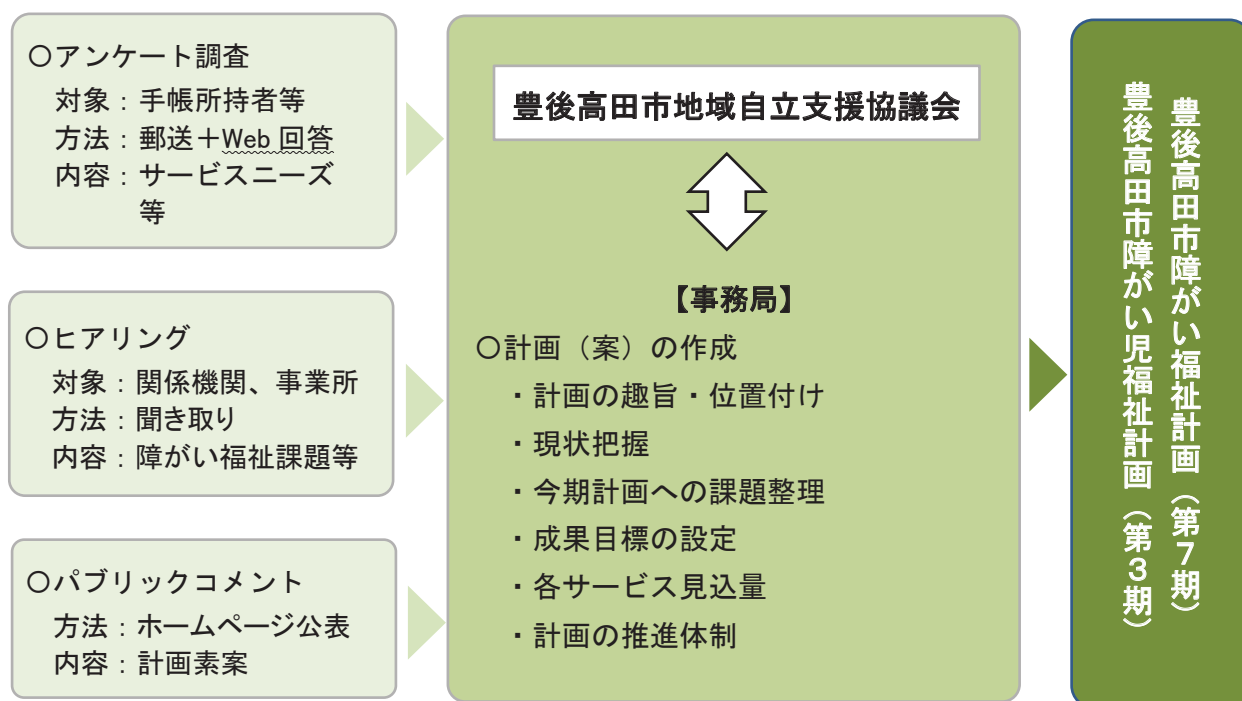 〇アンケート調査
対象：手帳所持者等
方法：郵送＋Web 回答
内容：サービスニーズ
等
〇ヒアリング
対象：関係機関、事業所
方法：聞き取り
内容：障がい福祉課題等
〇パブリックコメント
方法：ホームページ公表
内容：計画素案
豊後高田市地域自立支援協議会
【事務局】
〇計画（案）の作成
・計画の趣旨・位置付け
・現状把握
・今期計画への課題整理
・成果目標の設定
・各サービス見込量
・計画の推進体制
豊後高田市障がい福祉計画（第７期）
豊後高田市障がい児福祉計画（第３期）